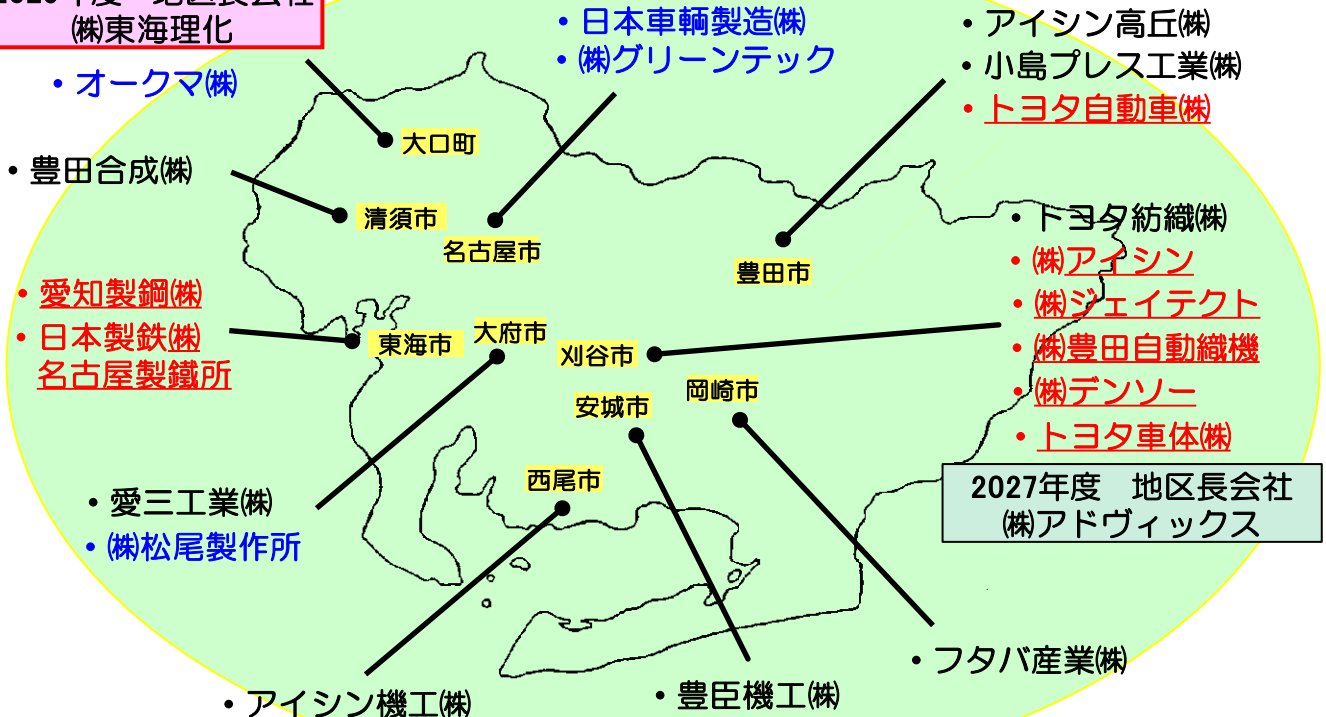 年度　地区長会社
㈱東海理化
・オークマ㈱
・日本車輌製造㈱
・㈱グリーンテック
・アイシン高丘㈱
・小島プレス工業㈱
・トヨタ自動車㈱
大口町
・豊田合成㈱
清須市
名古屋市
豊田市
・トヨタ紡織㈱
・㈱アイシン
・㈱ジェイテクト
・㈱豊田自動織機
・㈱デンソー
・トヨタ車体㈱
・愛知製鋼㈱
・日本製鉄㈱
名古屋製鐵所
東海市
大府市
刈谷市
安城市
岡崎市
西尾市
2027年度　地区長会社
㈱アドヴィックス
・愛三工業㈱
・㈱松尾製作所
・フタバ産業㈱
・アイシン機工㈱
・豊臣機工㈱